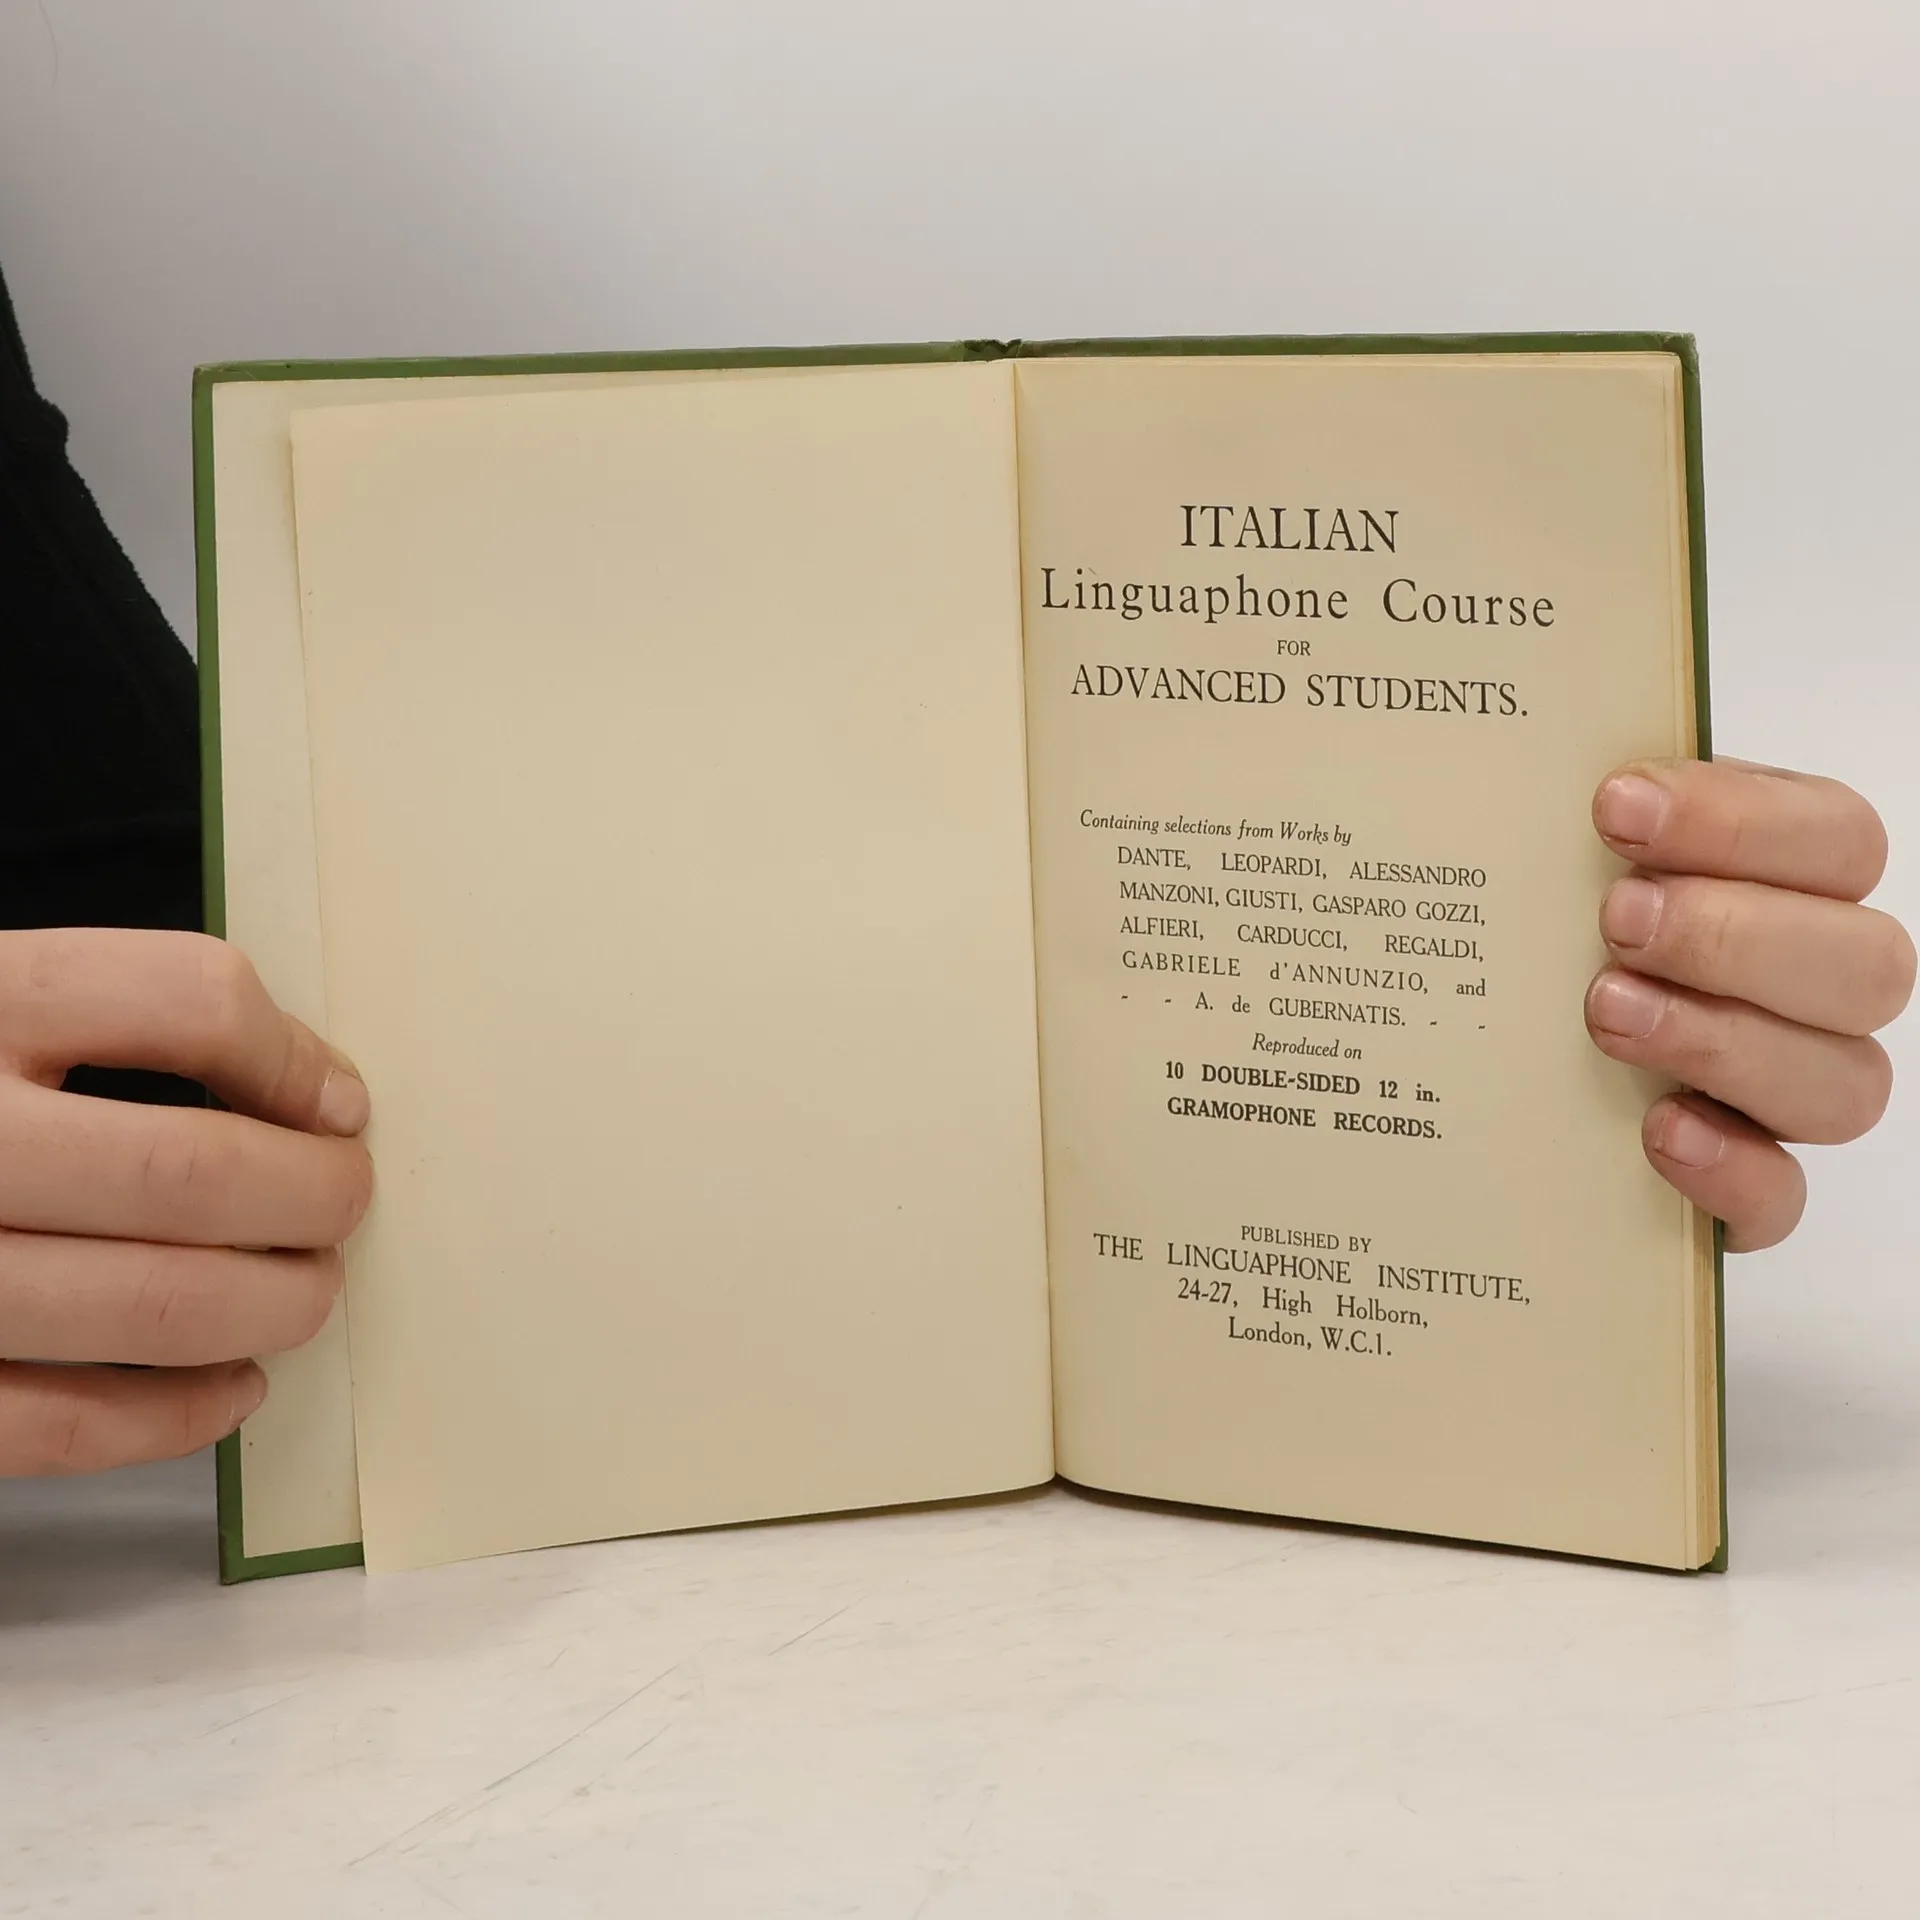 ITALIAN
Linguaphone Course
FOR
ADVANCED STUDENTS.
Containing selections from Works by
DANTE, LEOPARDI, ALESSANDRO
MANZONI, GIUSTI, GASPARO GOZZI,
ALFIERI, CARDUCCI, REGALDI,
GABRIELE d'ANNUNZIO, and
- - A. de GUBERNATIS. - -
Reproduced on
10 DOUBLE-SIDED 12 in.
GRAMOPHONE RECORDS.
PUBLISHED BY
THE LINGUAPHONE INSTITUTE,
24-27, High Holborn,
London, W.C.1.